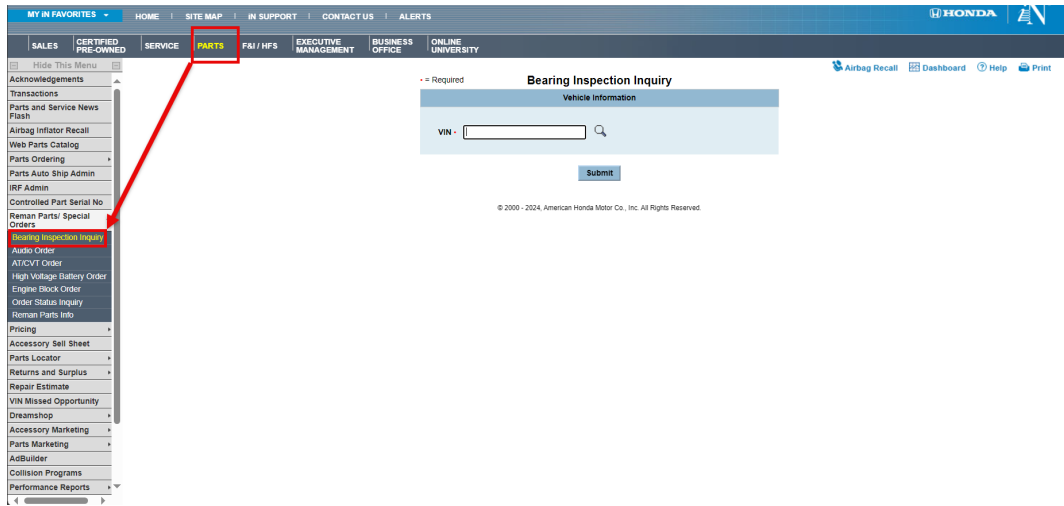 MY iN FAVORITES
HOME | SITE MAP | iN SUPPORT | CONTACT US | ALERTS
HONDA
iN
SALES
CERTIFIED
PRE-OWNED
SERVICE
PARTS
F&I / HFS
EXECUTIVE
MANAGEMENT
BUSINESS
OFFICE
ONLINE
UNIVERSITY
Hide This Menu
Airbag Recall Dashboard Help Print
Acknowledgements
Transactions
Parts and Service News
Flash
Airbag Inflator Recall
Web Parts Catalog
Parts Ordering
Parts Auto Ship Admin
IRF Admin
Controlled Part Serial No
Reman Parts/ Special
Orders
Bearing Inspection Inquiry
Audio Order
AT/CVT Order
High Voltage Battery Order
Engine Block Order
Order Status Inquiry
Reman Parts Info
Pricing
Accessory Sell Sheet
Parts Locator
Returns and Surplus
Repair Estimate
VIN Missed Opportunity
Dreamshop
Accessory Marketing
Parts Marketing
AdBuilder
Collision Programs
Performance Reports
• = Required
Bearing Inspection Inquiry
Vehicle Information
VIN •
Submit
© 2000 - 2024, American Honda Motor Co., Inc. All Rights Reserved.